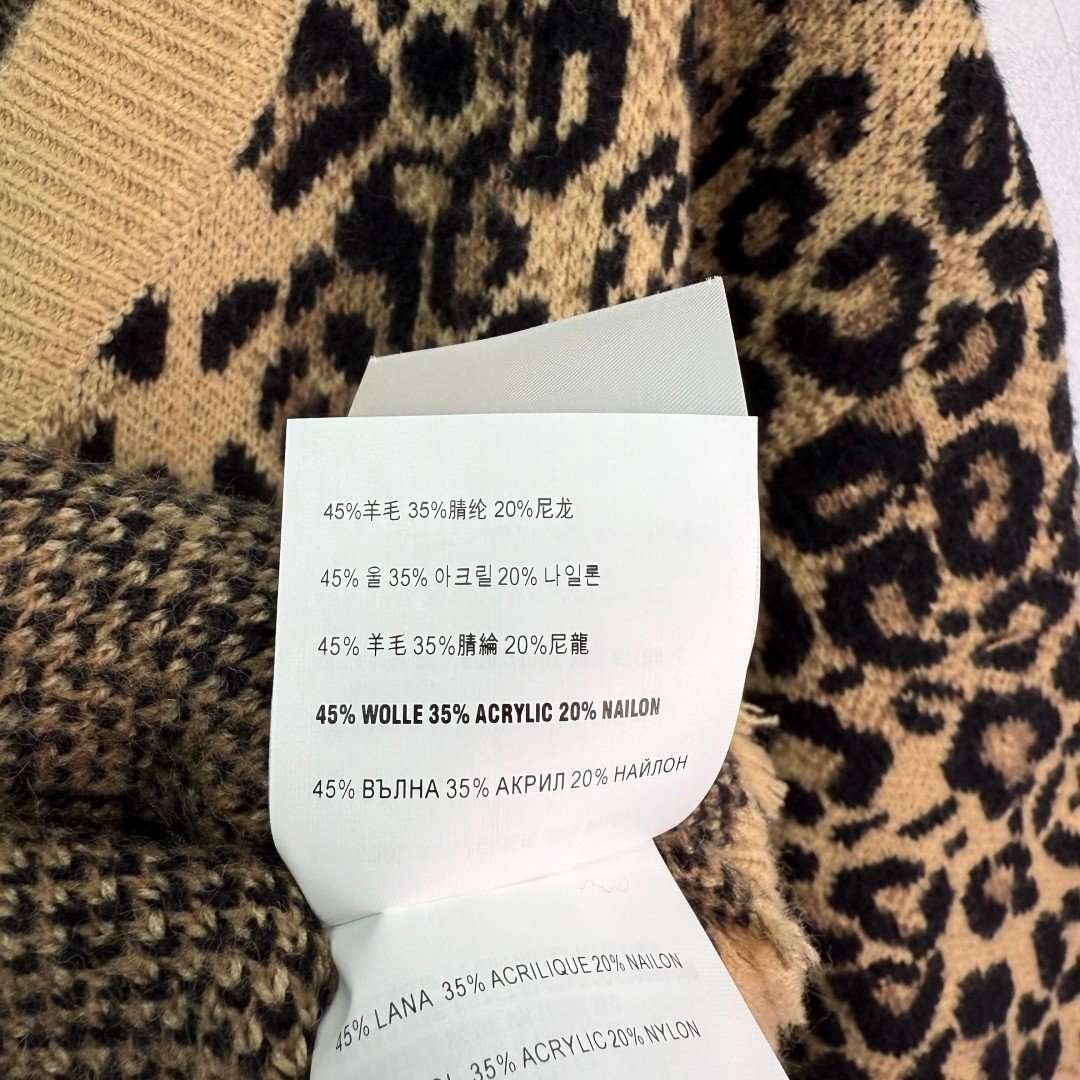 45%羊毛 35%腈纶 20%尼龙
45% 울 35% 아크릴 20% 나일론
45% 羊毛 35%腈綸 20%尼龍
45% WOLLE 35% ACRYLIC 20% NAILON
45% ВЪЛНА 35% АКРИЛ 20% НАЙЛОН
45% LANA 35% ACRILIQUE 20% NAILON
35% ACRYLIC 20% NYLON